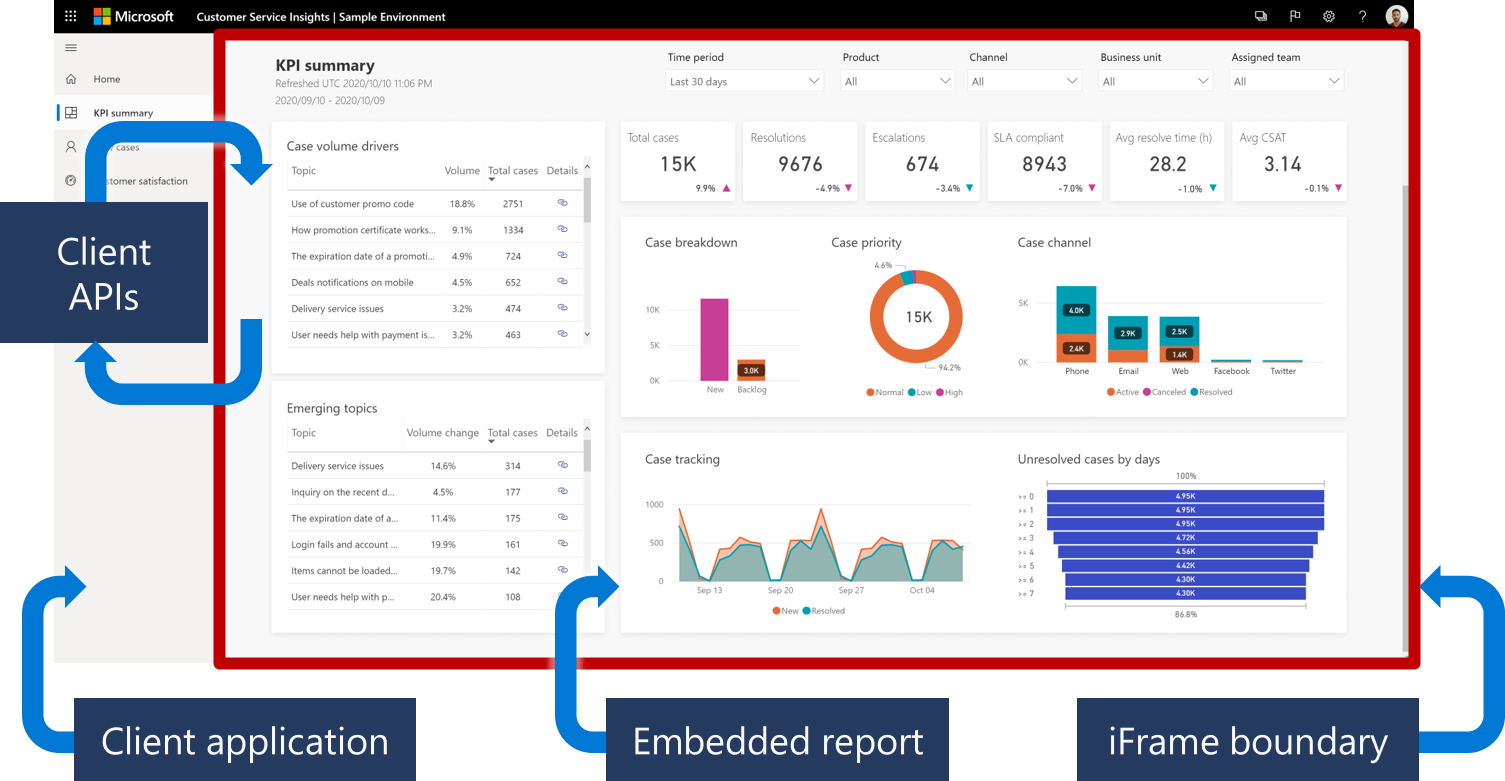 Microsoft Customer Service Insights | Sample Environment ?
Home
KPI summary
cases
stomer satisfaction
KPI summary
Refreshed UTC 2020/10/10 11:06 PM
2020/09/10 - 2020/10/09
Time period Product Channel Business unit Assigned team
Last 30 days All All All All
Case volume drivers
Topic Volume Total cases Details
Use of customer promo code 18.8% 2751
How promotion certificate works... 9.1% 1334
The expiration date of a promoti... 4.9% 724
Deals notifications on mobile 4.5% 652
Delivery service issues 3.2% 474
User needs help with payment is... 3.2% 463
Emerging topics
Topic Volume change Total cases Details
Delivery service issues 14.6% 314
Inquiry on the recent d... 4.5% 177
The expiration date of a... 11.4% 175
Login fails and account ... 19.9% 161
Items cannot be loaded... 19.7% 142
User needs help with p... 20.4% 108
Total cases Resolutions Escalations SLA compliant Avg resolve time (h) Avg CSAT
15K 9676 674 8943 28.2 3.14
9.9% -4.9% -3.4% -7.0% -1.0% -0.1%
Case breakdown
10K
5K
0K
3.0K
New Backlog
Case priority
4.6%
15K
94.2%
Normal Low High
Case channel
5K
0K
4.0K
2.4K
2.9K
2.5K
1.4K
Phone Email Web Facebook Twitter
Active Canceled Resolved
Case tracking
1000
500
0
Sep 13 Sep 20 Sep 27 Oct 04
New Resolved
Unresolved cases by days
100%
>= 0 4.95K
>= 1 4.95K
>= 2 4.95K
>= 3 4.72K
>= 4 4.56K
>= 5 4.42K
>= 6 4.30K
>= 7 4.30K
86.8%
Client
APIs
Client application
Embedded report
iFrame boundary